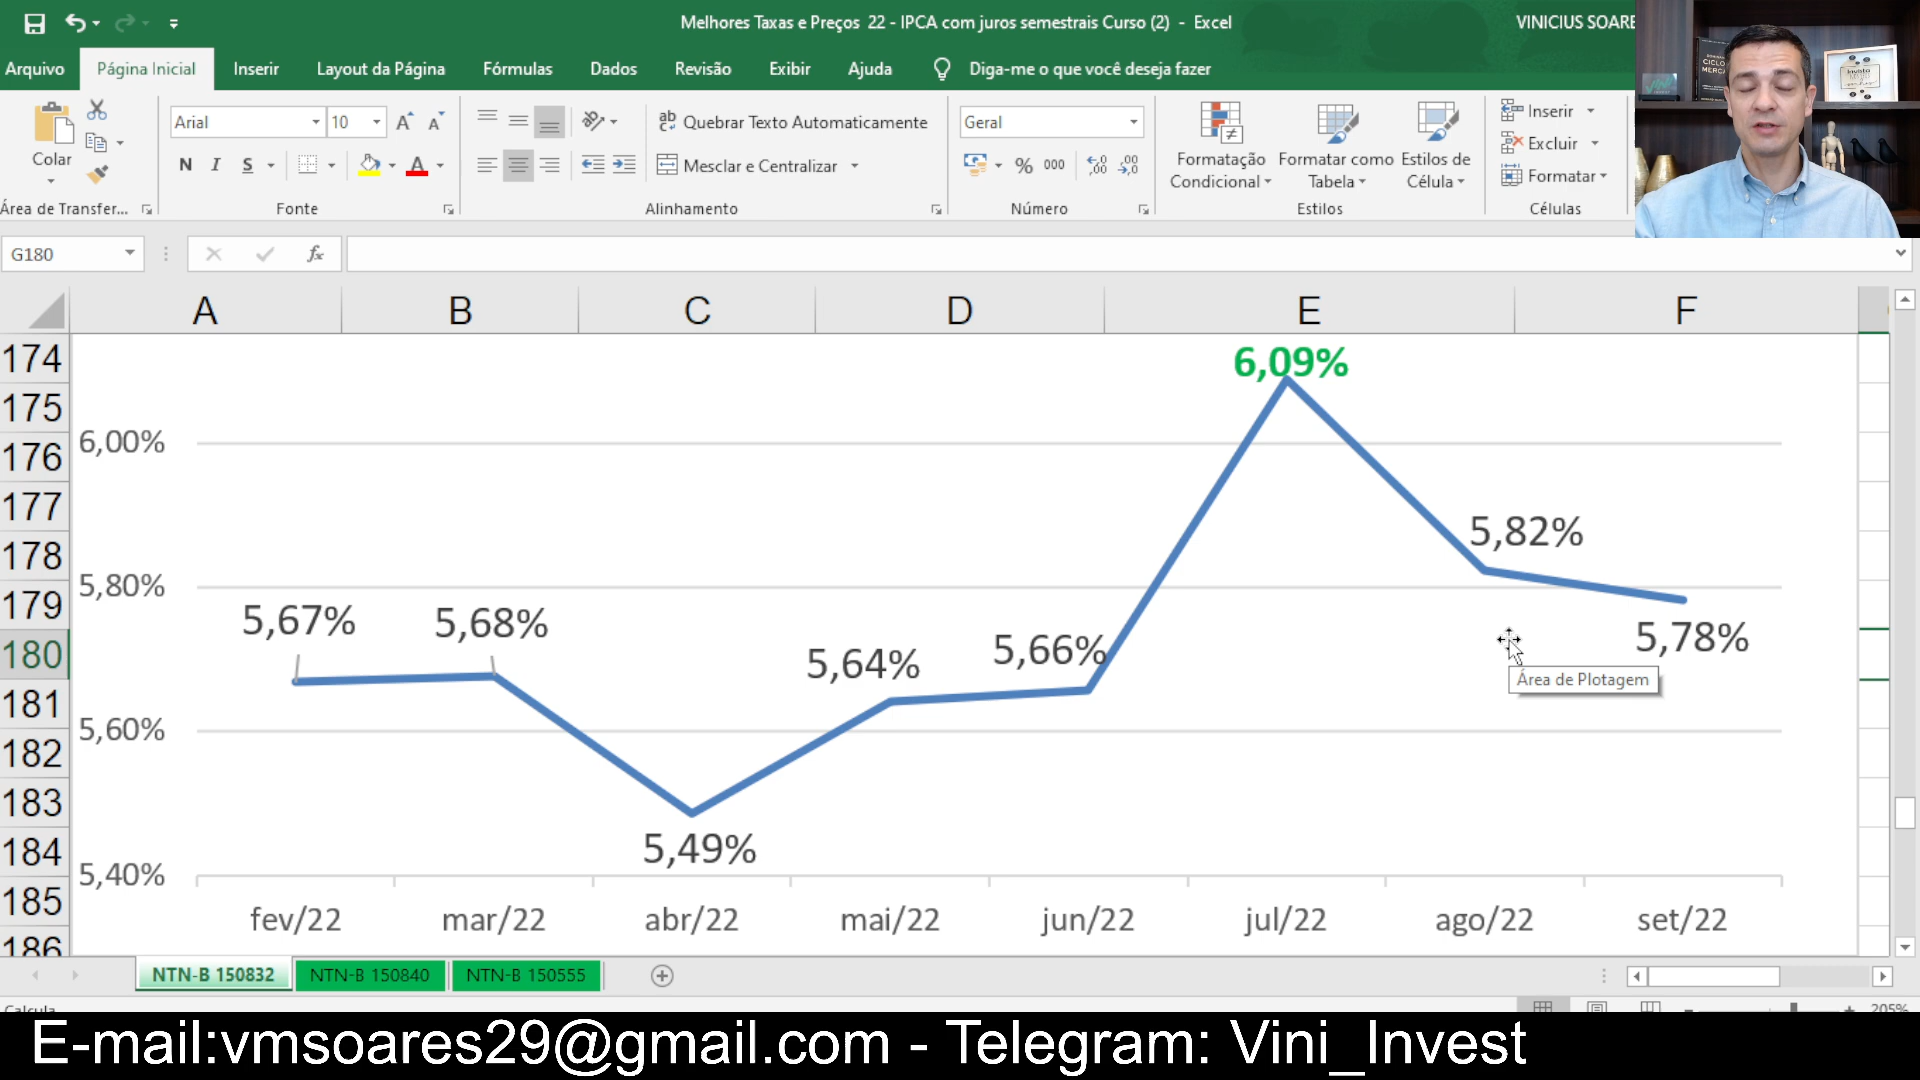 Melhores Taxas e Preços 22 - IPCA com juros semestrais Curso (2) - Excel
VINICIUS SOARE
Arquivo Página Inicial Inserir Layout da Página Fórmulas Dados Revisão Exibir Ajuda Diga-me o que você deseja fazer
Colar
Área de Transfer...
Arial 10
N I S
Fonte
Quebrar Texto Automaticamente
Mesclar e Centralizar
Alinhamento
Geral
% 000
Número
Formatação Condicional
Formatar como Tabela
Estilos de Célula
Estilos
Inserir
Excluir
Formatar
Células
G180
fx
A B C D E F
174
175
176
177
178
179
180
181
182
183
184
185
186
6,00%
5,80%
5,60%
5,40%
5,67%
5,68%
5,49%
5,64%
5,66%
6,09%
5,82%
5,78%
Área de Plotagem
fev/22 mar/22 abr/22 mai/22 jun/22 jul/22 ago/22 set/22
NTN-B 150832 NTN-B 150840 NTN-B 150555
205%
E-mail:vmsoares29@gmail.com - Telegram: Vini_Invest